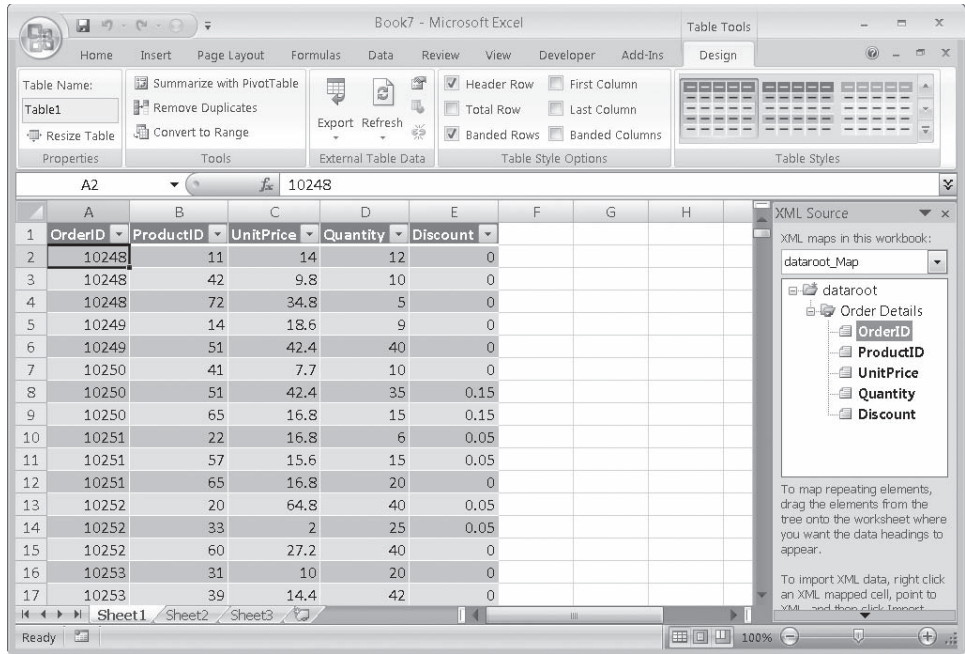 Book7 - Microsoft Excel
Table Tools
Home Insert Page Layout Formulas Data Review View Developer Add-Ins Design
Table Name:
Table1
Resize Table
Properties
Summarize with PivotTable
Remove Duplicates
Convert to Range
Tools
Export Refresh
External Table Data
Header Row First Column
Total Row Last Column
Banded Rows Banded Columns
Table Style Options
Table Styles
A2 fx 10248
A B C D E F G H
1 OrderID ProductID UnitPrice Quantity Discount
2 10248 11 14 12 0
3 10248 42 9.8 10 0
4 10248 72 34.8 5 0
5 10249 14 18.6 9 0
6 10249 51 42.4 40 0
7 10250 41 7.7 10 0
8 10250 51 42.4 35 0.15
9 10250 65 16.8 15 0.15
10 10251 22 16.8 6 0.05
11 10251 57 15.6 15 0.05
12 10251 65 16.8 20 0
13 10252 20 64.8 40 0.05
14 10252 33 2 25 0.05
15 10252 60 27.2 40 0
16 10253 31 10 20 0
17 10253 39 14.4 42 0
XML Source
XML maps in this workbook:
dataroot_Map
dataroot
Order Details
OrderID
ProductID
UnitPrice
Quantity
Discount
To map repeating elements,
drag the elements from the
tree onto the worksheet where
you want the data headings to
appear.
To import XML data, right click
an XML mapped cell, point to
XML, and then click Import
Sheet1 Sheet2 Sheet3
Ready 100%